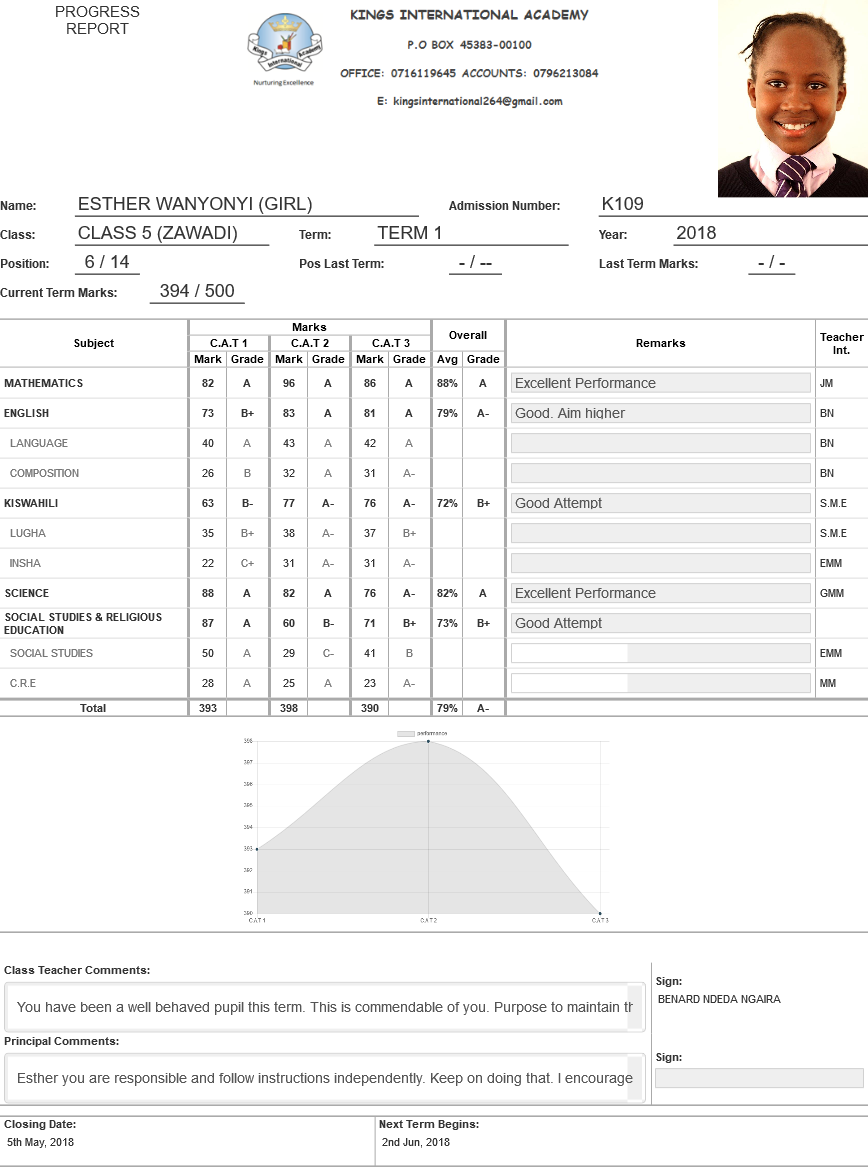 PROGRESS
REPORT
KINGS INTERNATIONAL ACADEMY
P.O BOX 45383-00100
OFFICE: 0716119645 ACCOUNTS: 0796213084
E: kingsinternational264@gmail.com
Kings International Academy
Nurturing Excellence
Name: ESTHER WANYONYI (GIRL) Admission Number: K109
Class: CLASS 5 (ZAWADI) Term: TERM 1 Year: 2018
Position: 6 / 14 Pos Last Term: - / -- Last Term Marks: - / -
Current Term Marks: 394 / 500
Subject Marks Overall Remarks Teacher Int.
C.A.T 1 C.A.T 2 C.A.T 3
Mark Grade Mark Grade Mark Grade Avg Grade
MATHEMATICS 82 A 96 A 86 A 88% A Excellent Performance JM
ENGLISH 73 B+ 83 A 81 A 79% A- Good. Aim higher BN
LANGUAGE 40 A 43 A 42 A BN
COMPOSITION 26 B 32 A 31 A- BN
KISWAHILI 63 B- 77 A- 76 A- 72% B+ Good Attempt S.M.E
LUGHA 35 B+ 38 A- 37 B+ S.M.E
INSHA 22 C+ 31 A- 31 A- EMM
SCIENCE 88 A 82 A 76 A- 82% A Excellent Performance GMM
SOCIAL STUDIES & RELIGIOUS
EDUCATION 87 A 60 B- 71 B+ 73% B+ Good Attempt
SOCIAL STUDIES 50 A 29 C- 41 B EMM
C.R.E 28 A 25 A 23 A- MM
Total 393 398 390 79% A-
performance
398
397
396
395
394
393
392
391
390
CAT1 CAT2 CAT3
Class Teacher Comments:
You have been a well behaved pupil this term. This is commendable of you. Purpose to maintain th
Sign:
BENARD NDEDA NGAIRA
Principal Comments:
Esther you are responsible and follow instructions independently. Keep on doing that. I encourage
Sign:
Closing Date: Next Term Begins:
5th May, 2018 2nd Jun, 2018